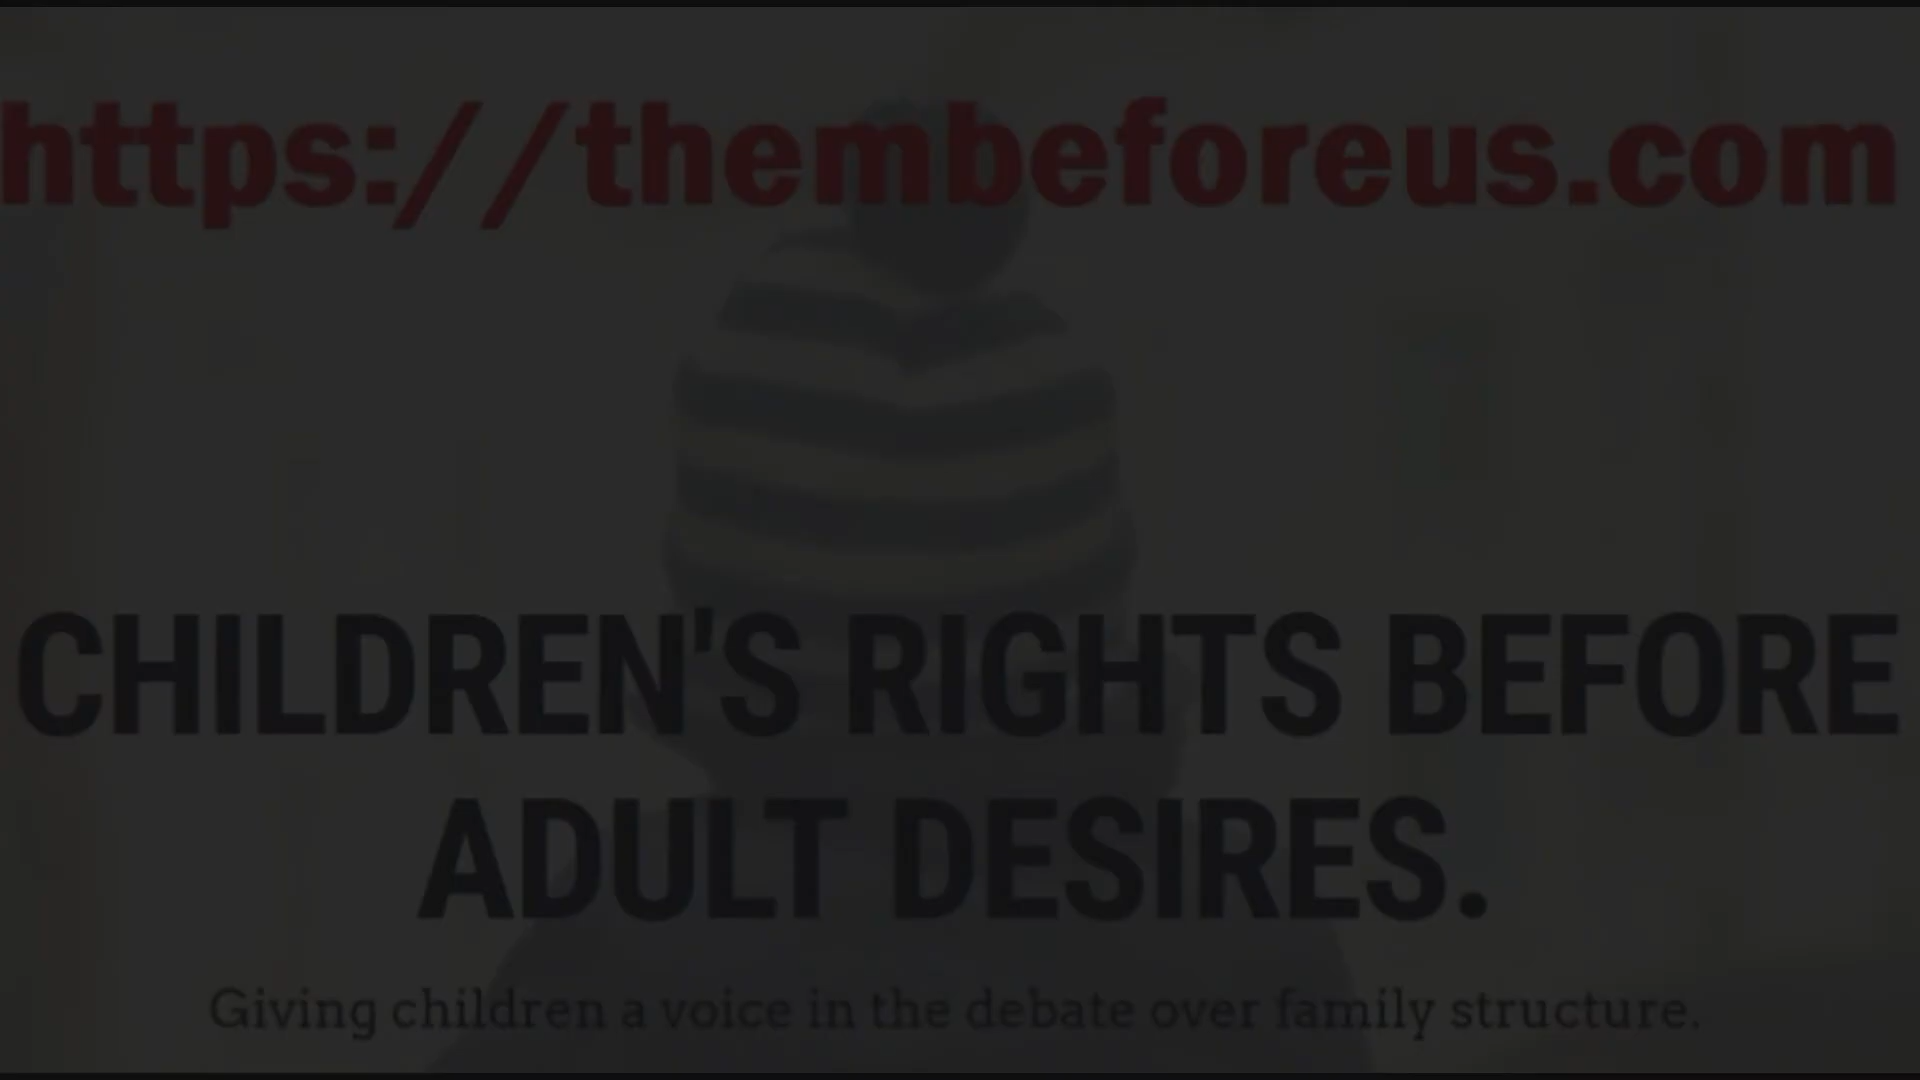 https://thembeforeus.com
CHILDREN'S RIGHTS BEFORE
ADULT DESIRES.
Giving children a voice in the debate over family structure.